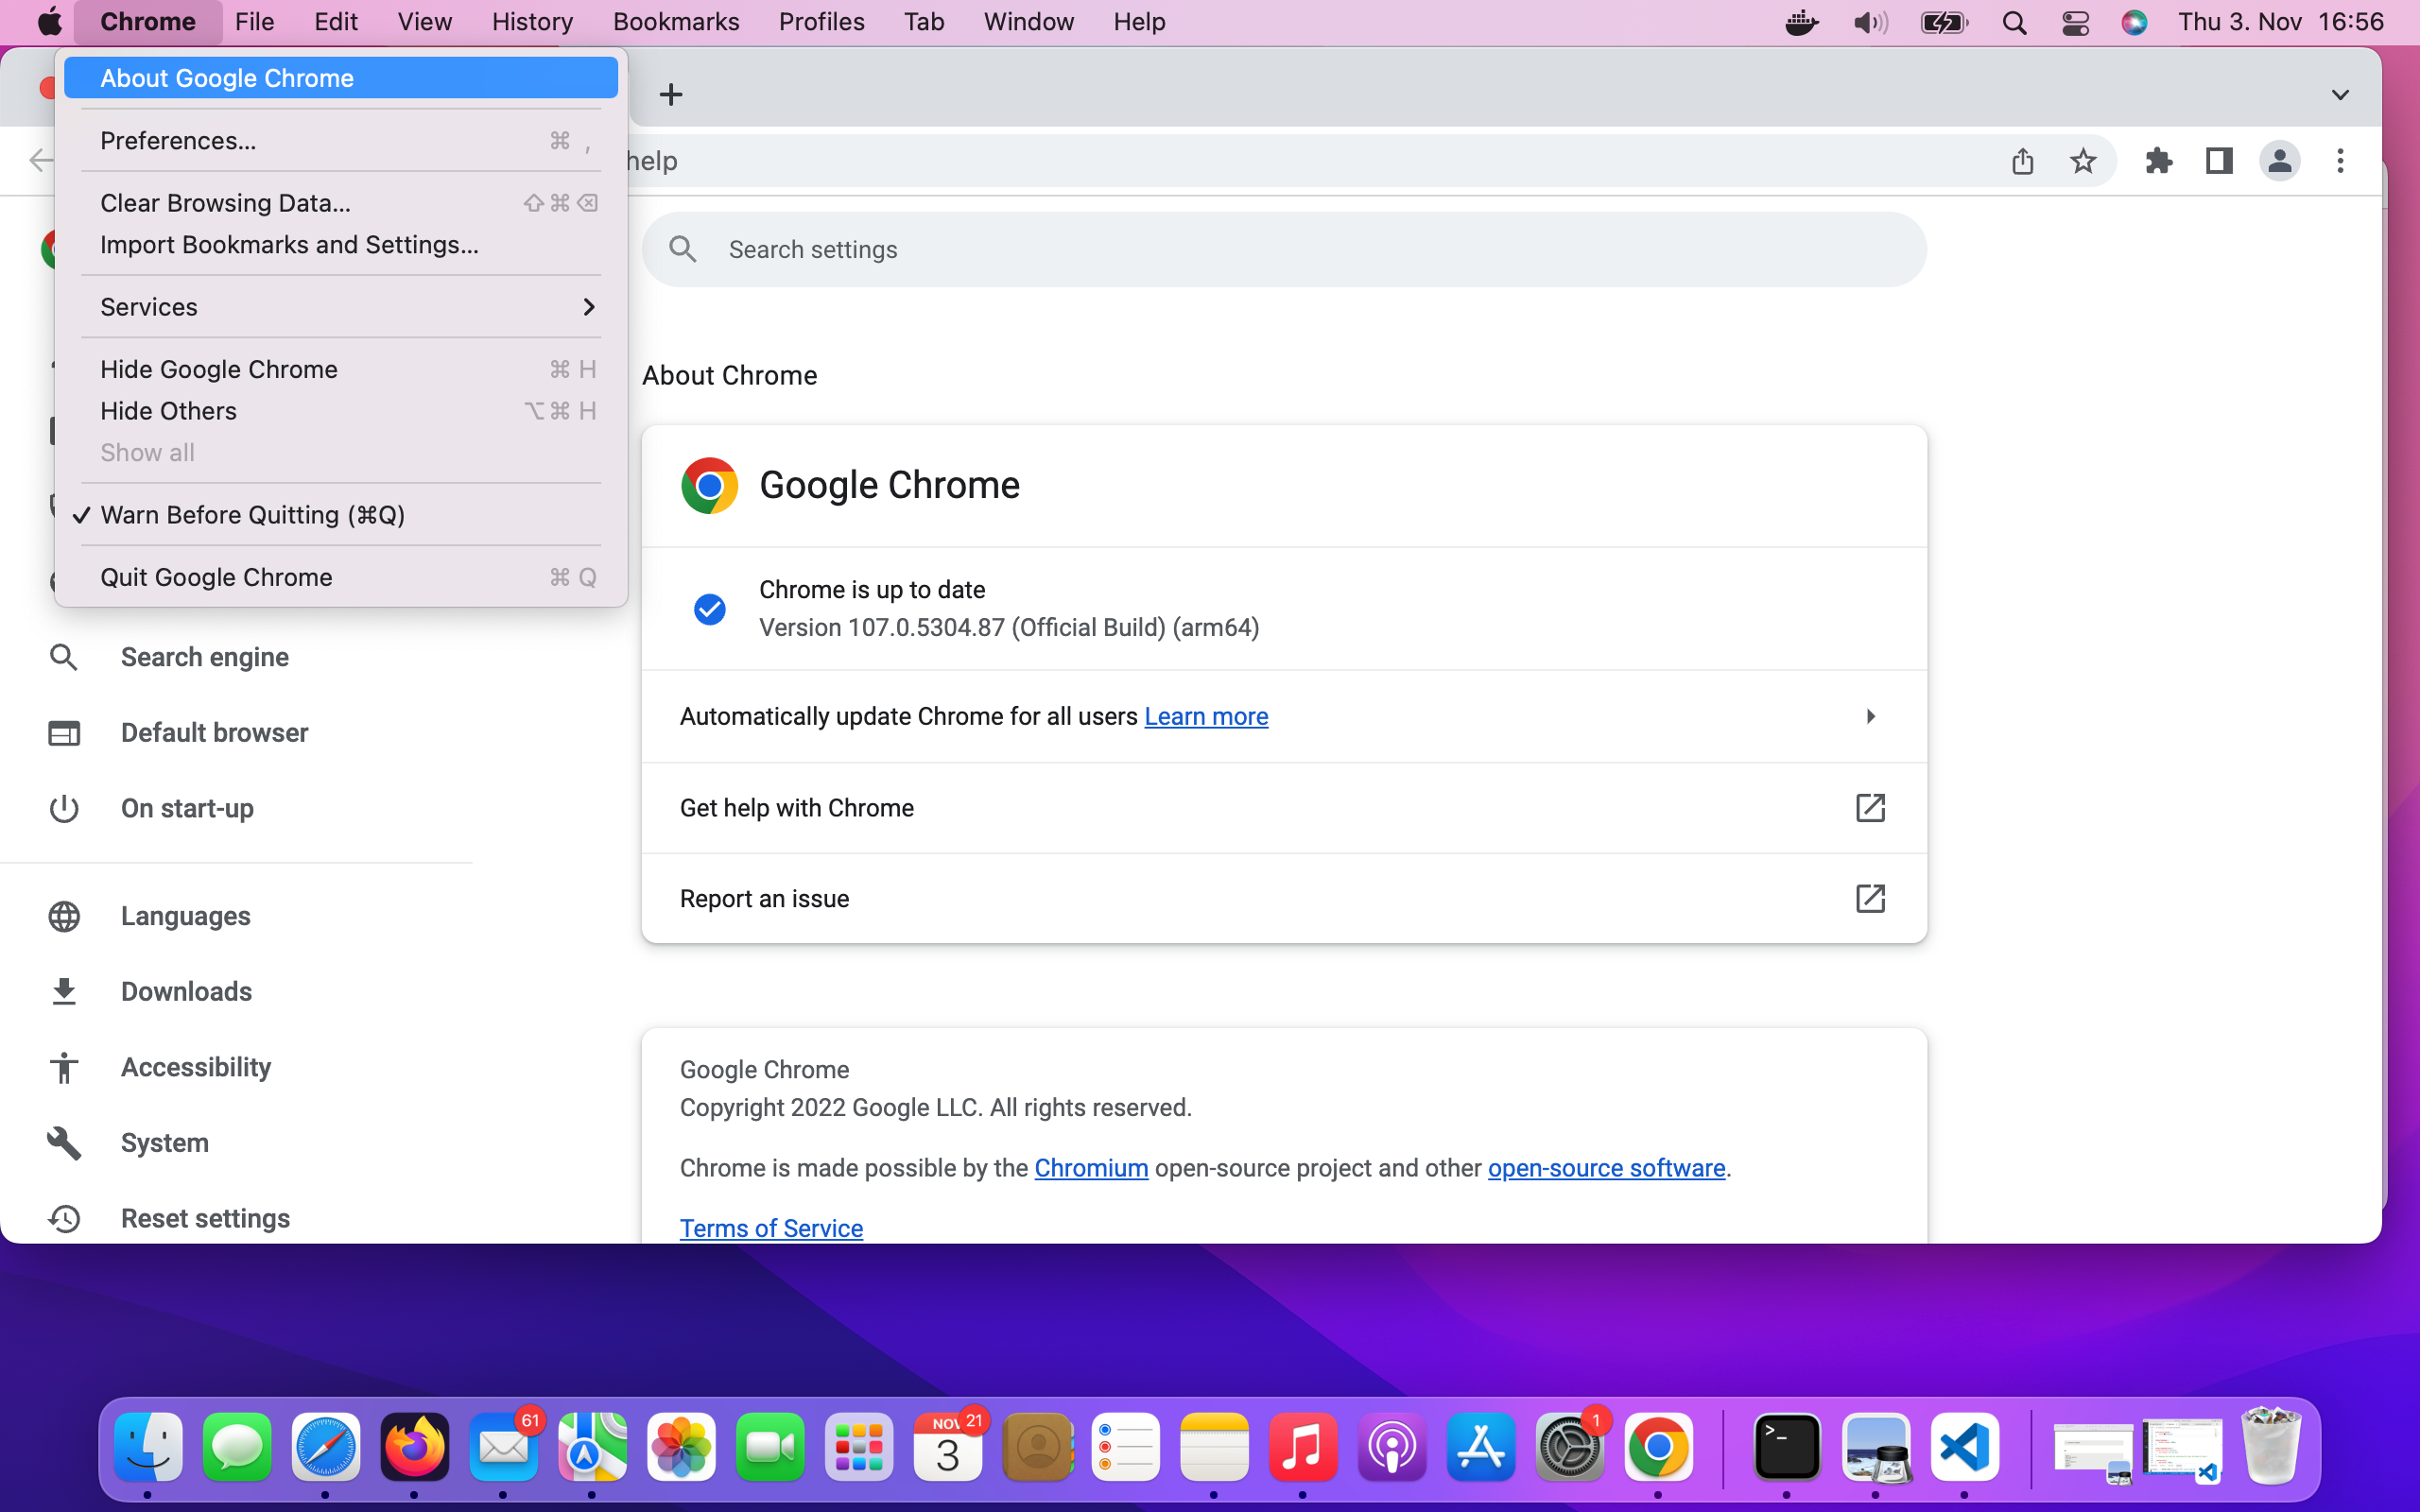 Chrome File Edit View History Bookmarks Profiles Tab Window Help Thu 3. Nov 16:56
About Google Chrome
Preferences... ⌘ ,
Clear Browsing Data... ⇧⌘⌫
Import Bookmarks and Settings...
Services
Hide Google Chrome ⌘ H
Hide Others ⌥⌘ H
Show all
✓ Warn Before Quitting (⌘Q)
Quit Google Chrome ⌘ Q
help
Search settings
About Chrome
Google Chrome
Chrome is up to date
Version 107.0.5304.87 (Official Build) (arm64)
Automatically update Chrome for all users Learn more
Get help with Chrome
Report an issue
Search engine
Default browser
On start-up
Languages
Downloads
Accessibility
System
Reset settings
Google Chrome
Copyright 2022 Google LLC. All rights reserved.
Chrome is made possible by the Chromium open-source project and other open-source software.
Terms of Service
61
NOV 21
3
1
>_